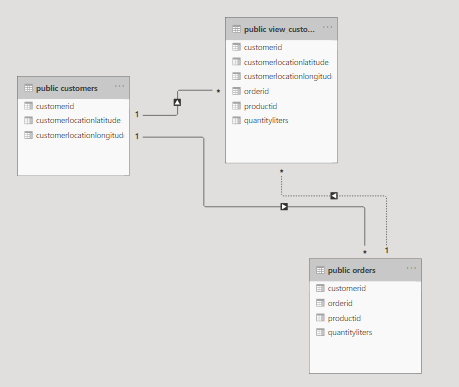 public view custo...
customerid
customerlocationlatitude
customerlocationlongitud
orderid
productid
quantityliters
public customers
customerid
customerlocationlatitude
customerlocationlongitud
1
*
1
*
*
1
public orders
customerid
orderid
productid
quantityliters